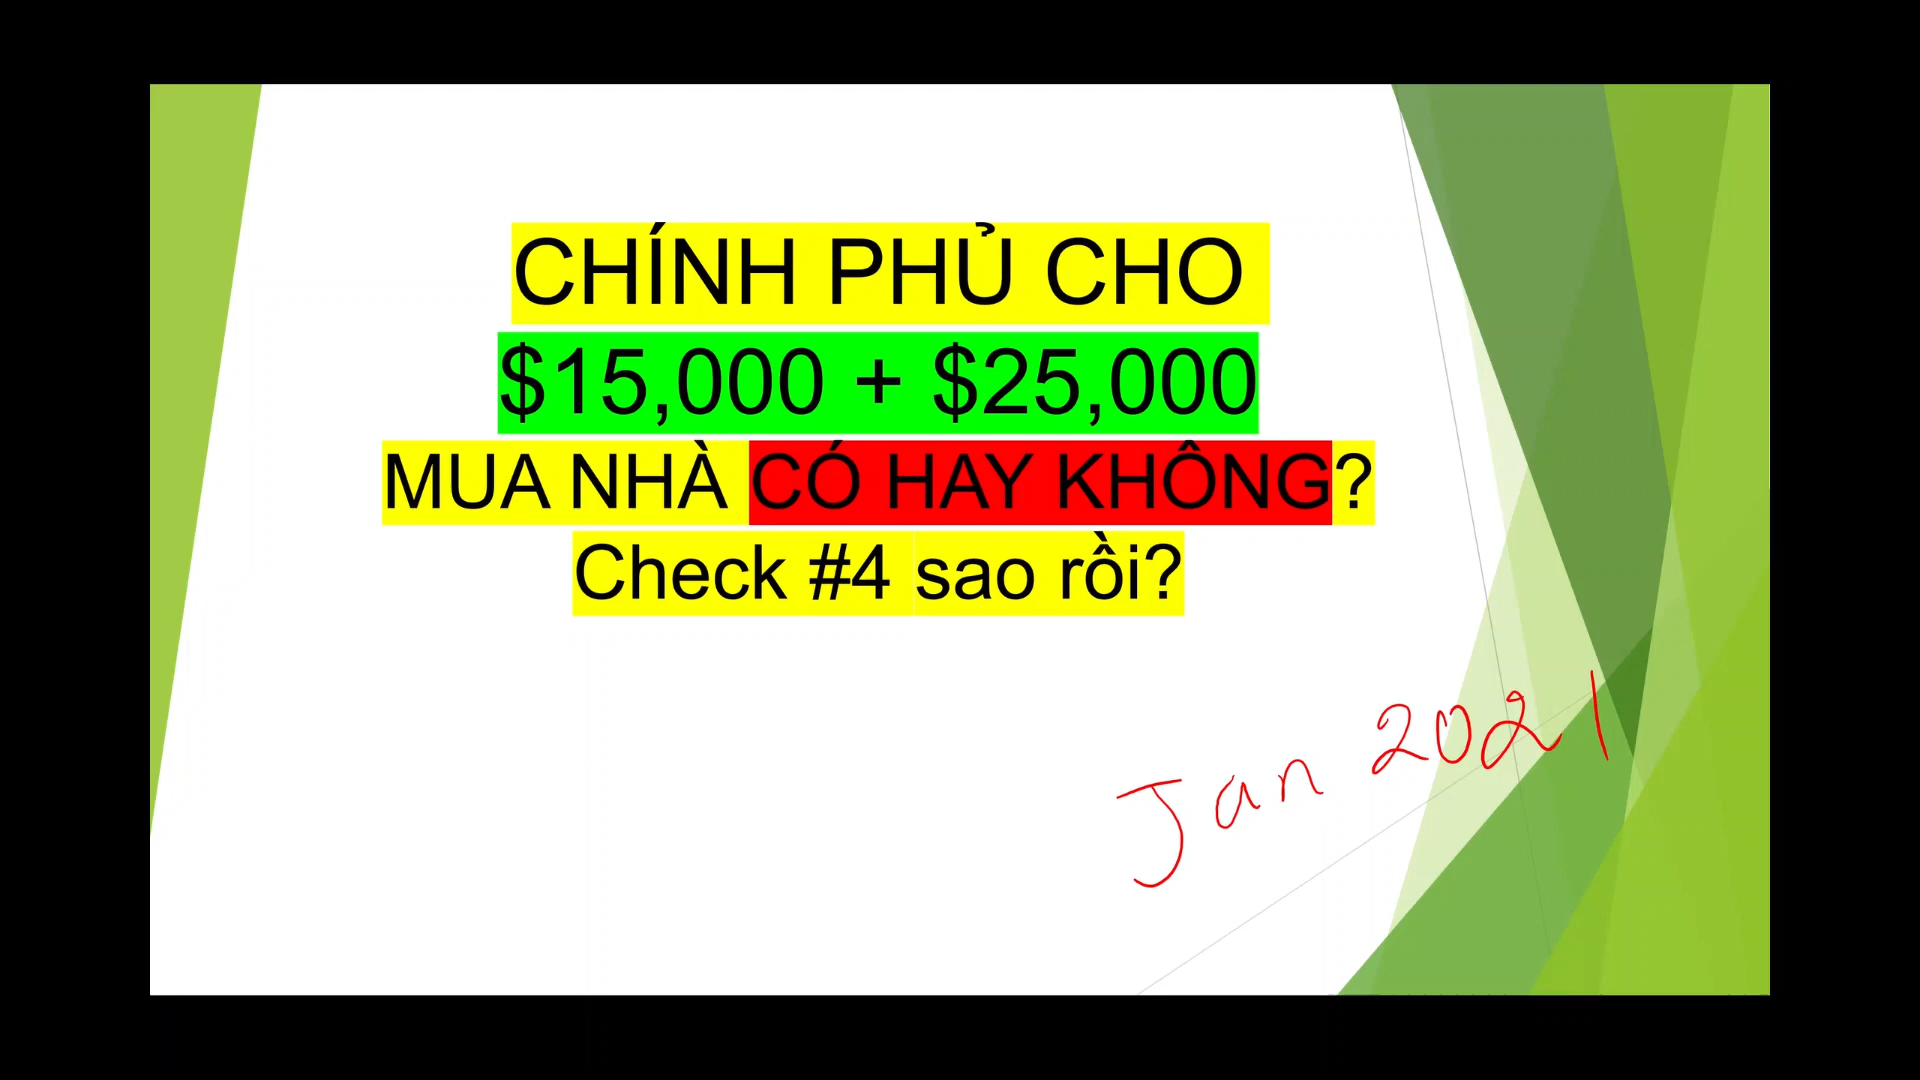 CHÍNH PHỦ CHO
$15,000 + $25,000
MUA NHÀ CÓ HAY KHÔNG?
Check #4 sao rồi?
Jan 2021